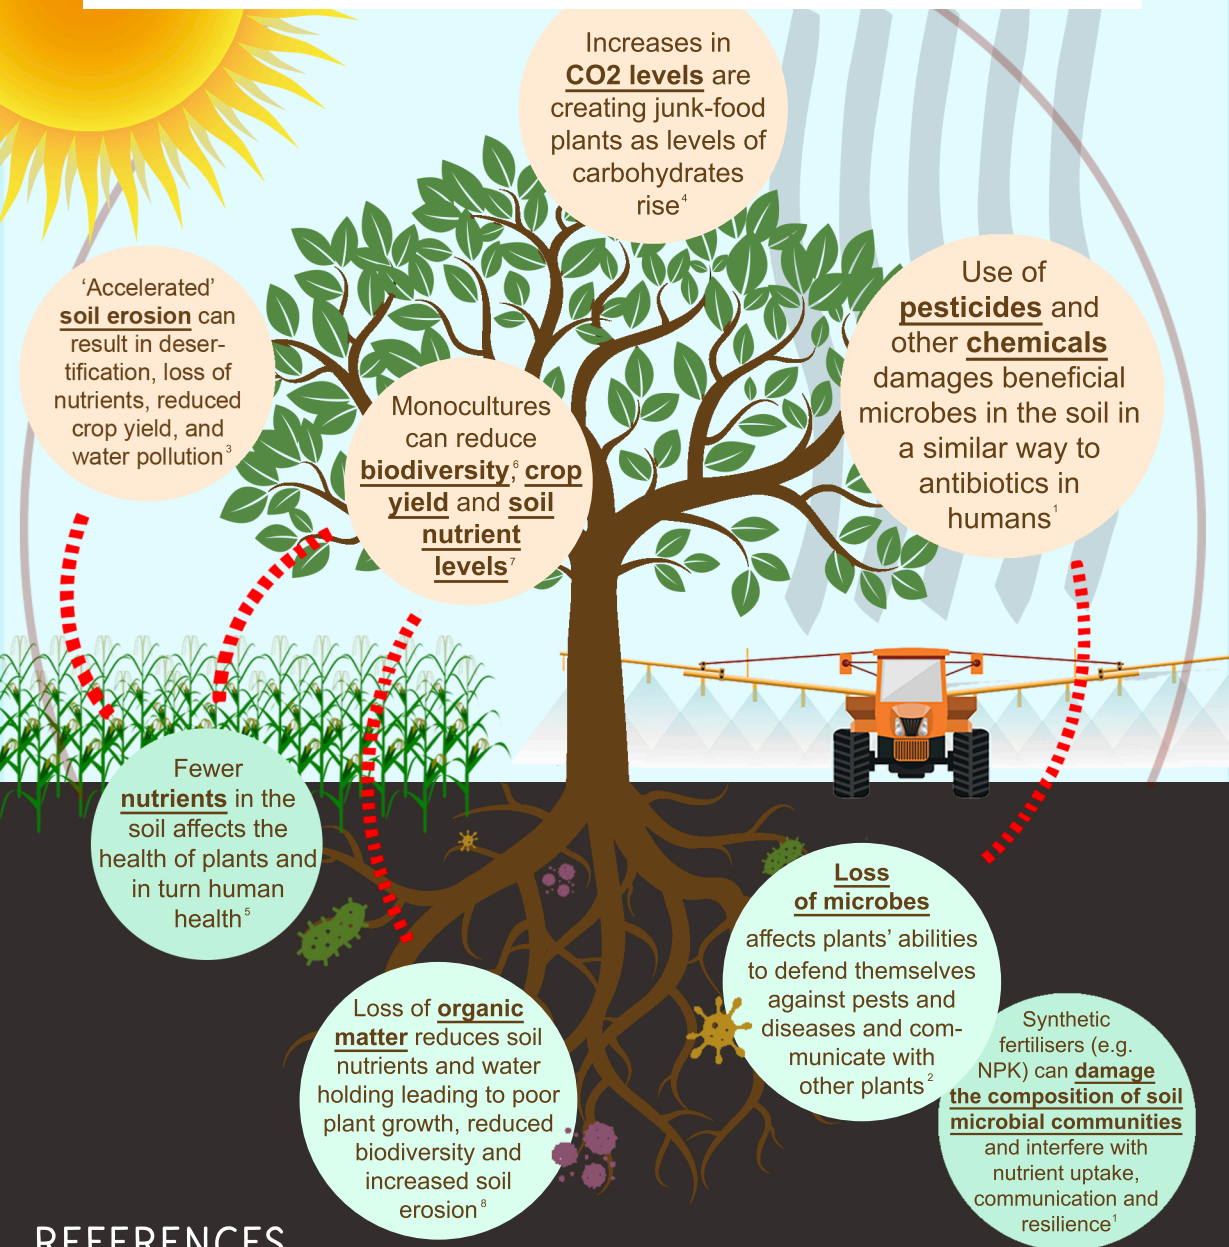 Increases in
CO2 levels are
creating junk-food
plants as levels of
carbohydrates
rise⁴
'Accelerated'
soil erosion can
result in deser-
tification, loss of
nutrients, reduced
crop yield, and
water pollution³
Monocultures
can reduce
biodiversity⁶, crop
yield and soil
nutrient
levels⁷
Use of
pesticides and
other chemicals
damages beneficial
microbes in the soil in
a similar way to
antibiotics in
humans¹
Fewer
nutrients in the
soil affects the
health of plants and
in turn human
health⁵
Loss of organic
matter reduces soil
nutrients and water
holding leading to poor
plant growth, reduced
biodiversity and
increased soil
erosion⁸
Loss
of microbes
affects plants' abilities
to defend themselves
against pests and
diseases and com-
municate with
other plants²
Synthetic
fertilisers (e.g.
NPK) can damage
the composition of soil
microbial communities
and interfere with
nutrient uptake,
communication and
resilience¹
REFERENCES